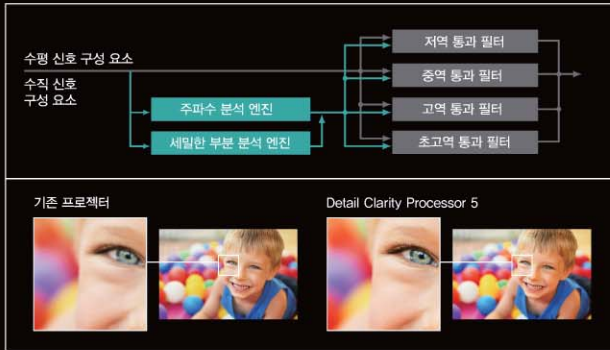 수평 신호 구성 요소
수직 신호
구성 요소
주파수 분석 엔진
세밀한 부분 분석 엔진
저역 통과 필터
중역 통과 필터
고역 통과 필터
초고역 통과 필터
기존 프로젝터
Detail Clarity Processor 5